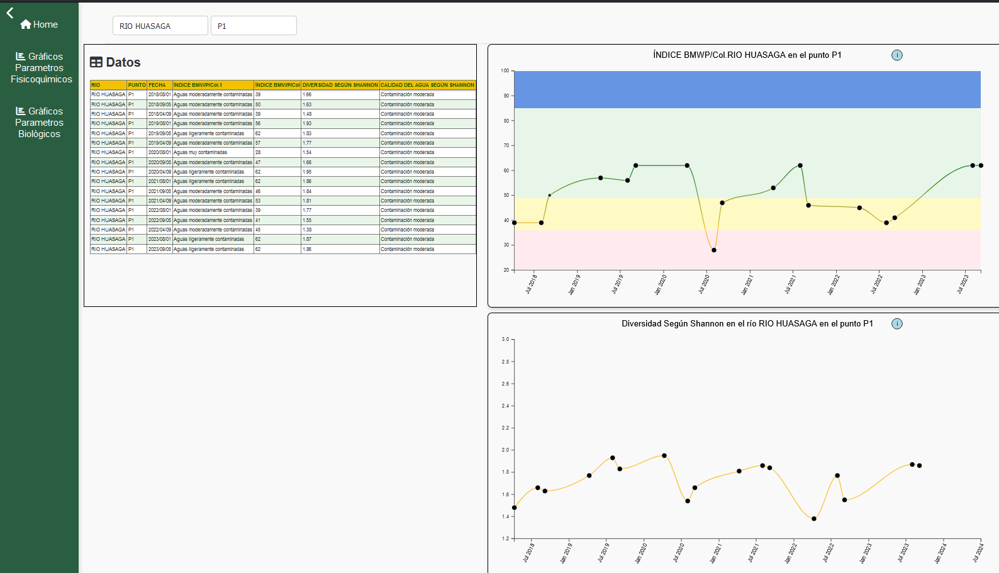 Home
Gràficos
Parametros
Fisicoquìmicos
Gràficos
Parametros
Biològicos
RIO HUASAGA
P1
Datos
RIO PUNTO FECHA ÍNDICE BMWP/Col.1 ÍNDICE BMWP/Col DIVERSIDAD SEGÚN SHANNON CALIDAD DEL AGUA SEGÚN SHANNON
RIO HUASAGA P1 2018/08/01 Aguas moderadamente contaminadas 39 1.66 Contaminación moderada
RIO HUASAGA P1 2018/09/05 Aguas moderadamente contaminadas 50 1.63 Contaminación moderada
RIO HUASAGA P1 2018/04/09 Aguas moderadamente contaminadas 39 1.48 Contaminación moderada
RIO HUASAGA P1 2019/08/01 Aguas moderadamente contaminadas 56 1.93 Contaminación moderada
RIO HUASAGA P1 2019/09/05 Aguas ligeramente contaminadas 62 1.83 Contaminación moderada
RIO HUASAGA P1 2019/04/09 Aguas moderadamente contaminadas 57 1.77 Contaminación moderada
RIO HUASAGA P1 2020/08/01 Aguas muy contaminadas 28 1.54 Contaminación moderada
RIO HUASAGA P1 2020/09/05 Aguas moderadamente contaminadas 47 1.66 Contaminación moderada
RIO HUASAGA P1 2020/04/09 Aguas ligeramente contaminadas 62 1.95 Contaminación moderada
RIO HUASAGA P1 2021/08/01 Aguas ligeramente contaminadas 62 1.86 Contaminación moderada
RIO HUASAGA P1 2021/09/05 Aguas moderadamente contaminadas 46 1.84 Contaminación moderada
RIO HUASAGA P1 2021/04/09 Aguas moderadamente contaminadas 53 1.81 Contaminación moderada
RIO HUASAGA P1 2022/08/01 Aguas moderadamente contaminadas 39 1.77 Contaminación moderada
RIO HUASAGA P1 2022/09/05 Aguas moderadamente contaminadas 41 1.55 Contaminación moderada
RIO HUASAGA P1 2022/04/09 Aguas moderadamente contaminadas 45 1.38 Contaminación moderada
RIO HUASAGA P1 2023/08/01 Aguas ligeramente contaminadas 62 1.87 Contaminación moderada
RIO HUASAGA P1 2023/09/05 Aguas ligeramente contaminadas 62 1.86 Contaminación moderada
ÍNDICE BMWP/Col.RIO HUASAGA en el punto P1
i
100
90
80
70
60
50
40
30
20
Jul 2018 Jan 2019 Jul 2019 Jan 2020 Jul 2020 Jan 2021 Jul 2021 Jan 2022 Jul 2022 Jan 2023 Jul 2023
Diversidad Según Shannon en el río RIO HUASAGA en el punto P1
i
3.0
2.8
2.6
2.4
2.2
2.0
1.8
1.6
1.4
1.2
Jul 2018 Jan 2019 Jul 2019 Jan 2020 Jul 2020 Jan 2021 Jul 2021 Jan 2022 Jul 2022 Jan 2023 Jul 2023 Jan 2024 Jul 2024